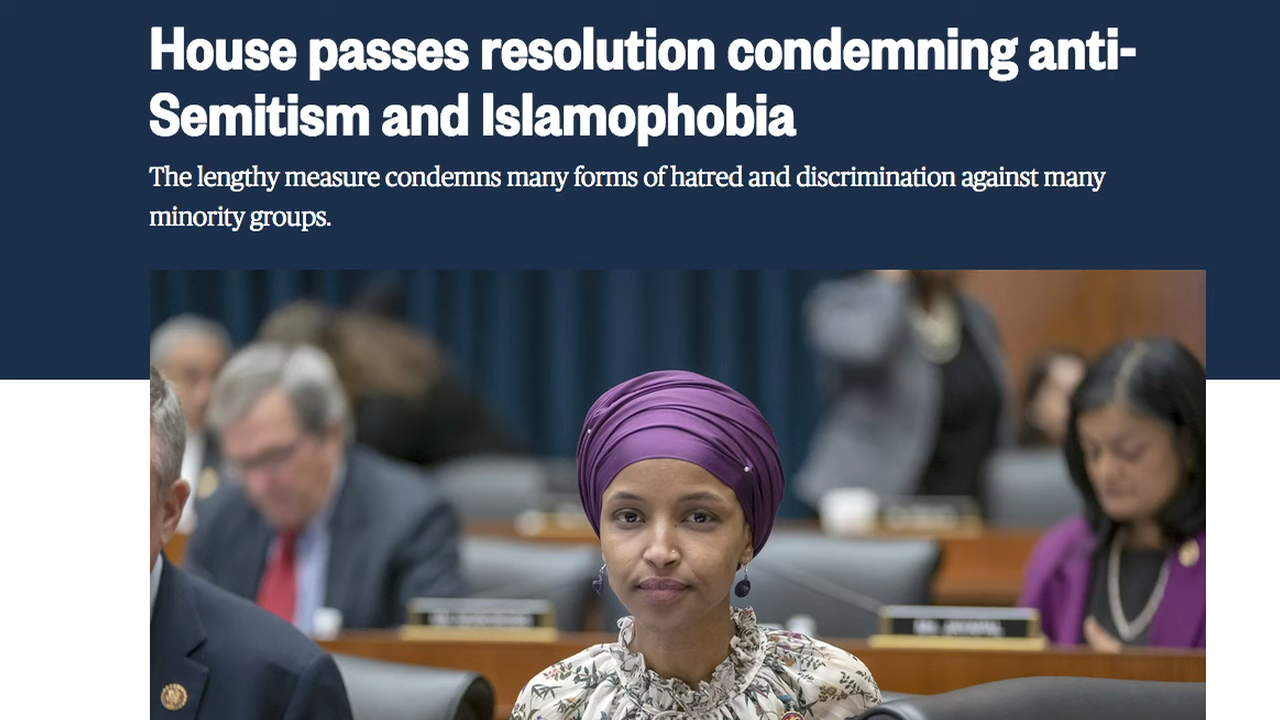 House passes resolution condemning anti-
Semitism and Islamophobia
The lengthy measure condemns many forms of hatred and discrimination against many
minority groups.